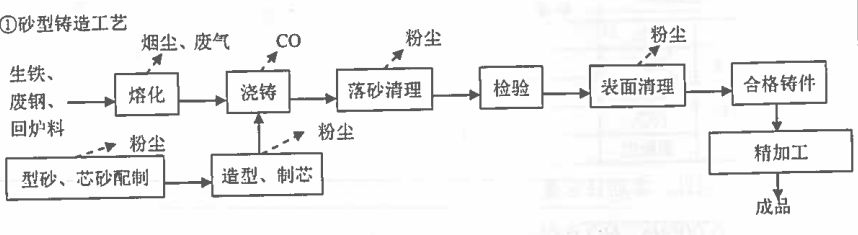 ①砂型铸造工艺
烟尘、废气
CO
粉尘
粉尘
生铁、
废钢、
回炉料
熔化
浇铸
落砂清理
检验
表面清理
合格铸件
粉尘
粉尘
型砂、芯砂配制
造型、制芯
精加工
成品